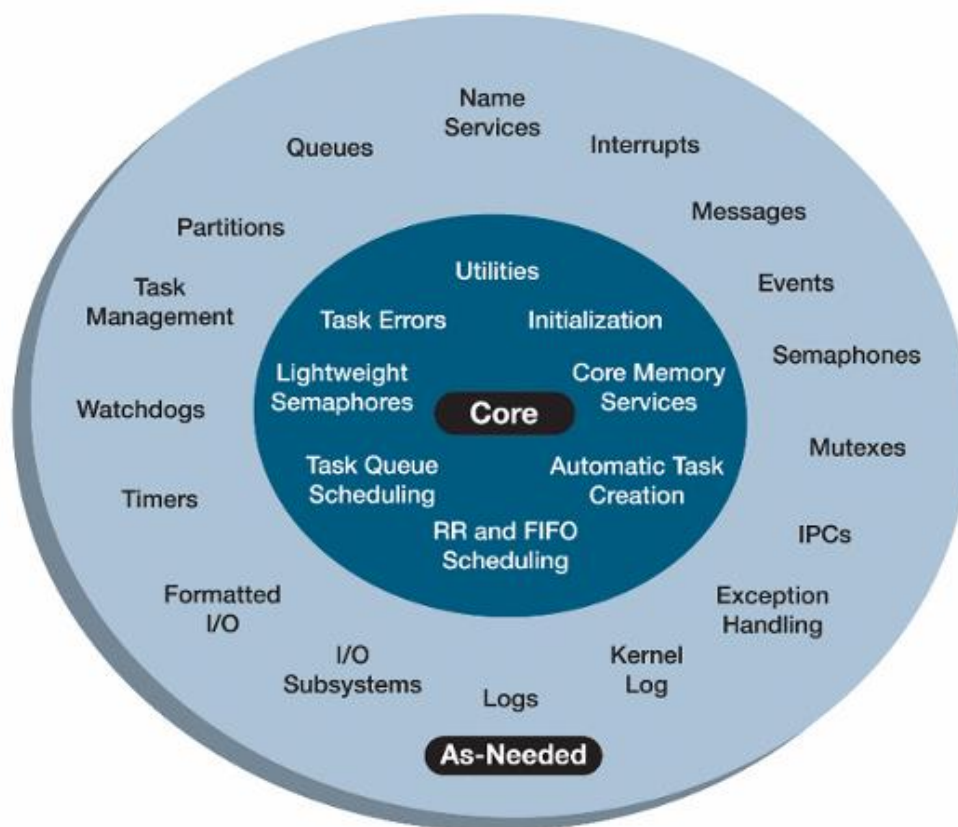 Name
Services
Queues
Interrupts
Partitions
Messages
Task
Management
Events
Semaphones
Watchdogs
Mutexes
Timers
IPCs
Formatted
I/O
Exception
Handling
I/O
Subsystems
Kernel
Log
Logs
As-Needed
Utilities
Task Errors
Initialization
Lightweight
Semaphores
Core Memory
Services
Core
Task Queue
Scheduling
Automatic Task
Creation
RR and FIFO
Scheduling